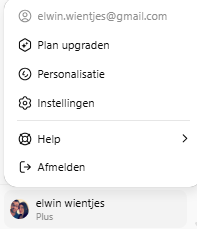 elwin.wientjes@gmail.com
Plan upgraden
Personalisatie
Instellingen
Help
Afmelden
elwin wientjes
Plus